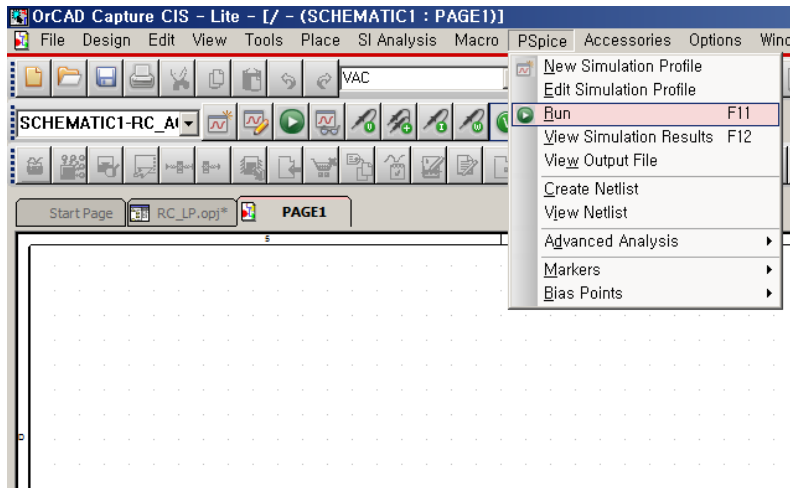 OrCAD Capture CIS - Lite - [/ - (SCHEMATIC1 : PAGE1)]
File Design Edit View Tools Place SI Analysis Macro PSpice Accessories Options
VAC
New Simulation Profile
Edit Simulation Profile
SCHEMATIC1-RC_A
Run F11
View Simulation Results F12
View Output File
Create Netlist
View Netlist
Advanced Analysis
Markers
Bias Points
Start Page RC_LP.opj* PAGE1
5
D